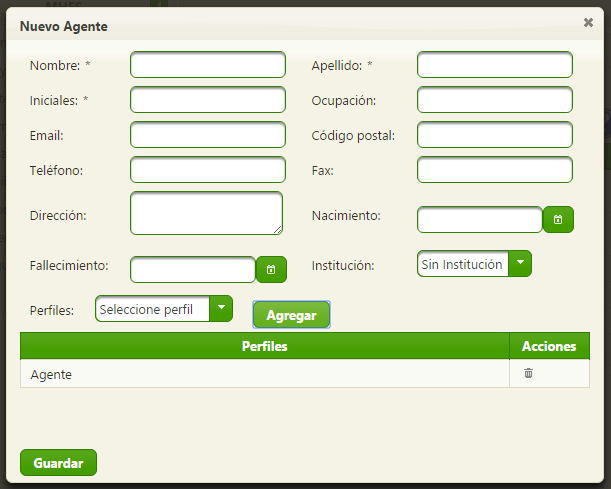 Nuevo Agente
Nombre: * Apellido: *
Iniciales: * Ocupación:
Email: Código postal:
Teléfono: Fax:
Dirección: Nacimiento:
Fallecimiento: Institución: Sin Institución
Perfiles: Seleccione perfil Agregar
Perfiles Acciones
Agente
Guardar